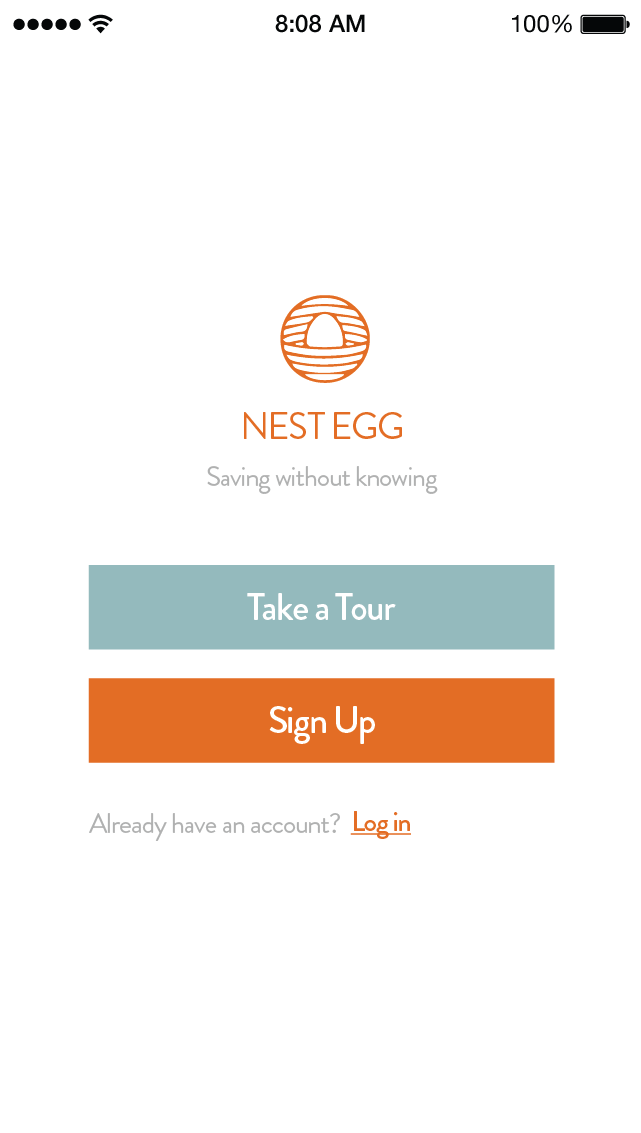 8:08 AM 100%
NEST EGG
Saving without knowing
Take a Tour
Sign Up
Already have an account? Log in